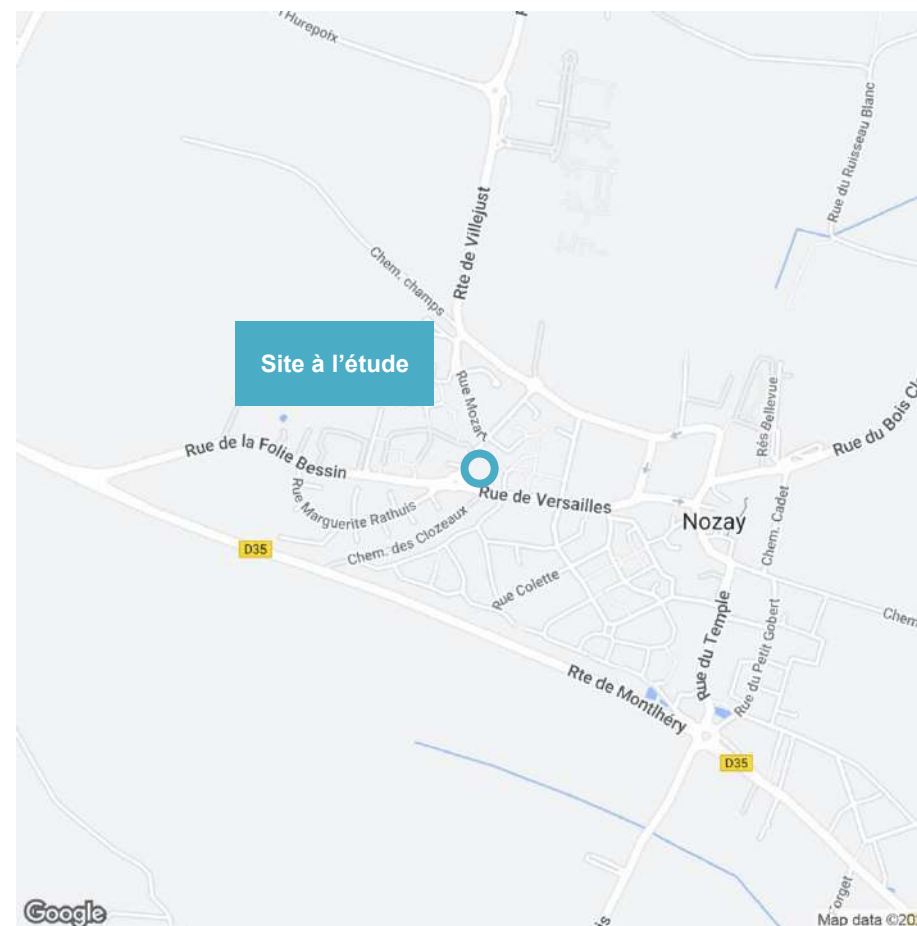 l'Hurepoix
Rue du Ruisseau Blanc
Rte de Villejust
Chem. champs
Site à l'étude
Rue Mozart
Rés Bellevue
Rue du Bois
Rue de la Folie Bessin
Rue de Versailles
Nozay
Rue Marguerite Rathuis
Chem. des Clozeaux
Chem. Cadet
D35
Rue Colette
Chem
Rue du Temple
Rue du Petit Gobert
Rte de Montlhéry
D35
Google
Map data ©20